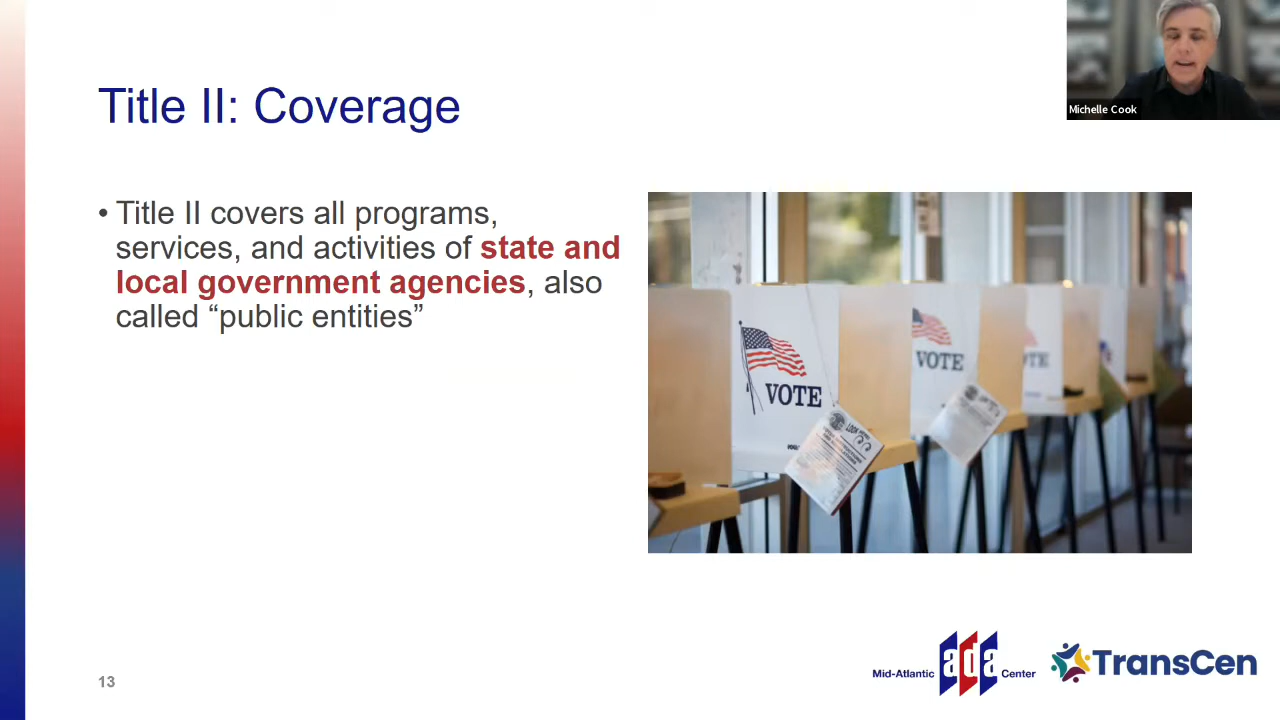 Title II: Coverage
Michelle Cook
• Title II covers all programs,
services, and activities of state and
local government agencies, also
called “public entities”
VOTE
VOTE
LOOK
13
Mid-Atlantic ada Center
TransCen